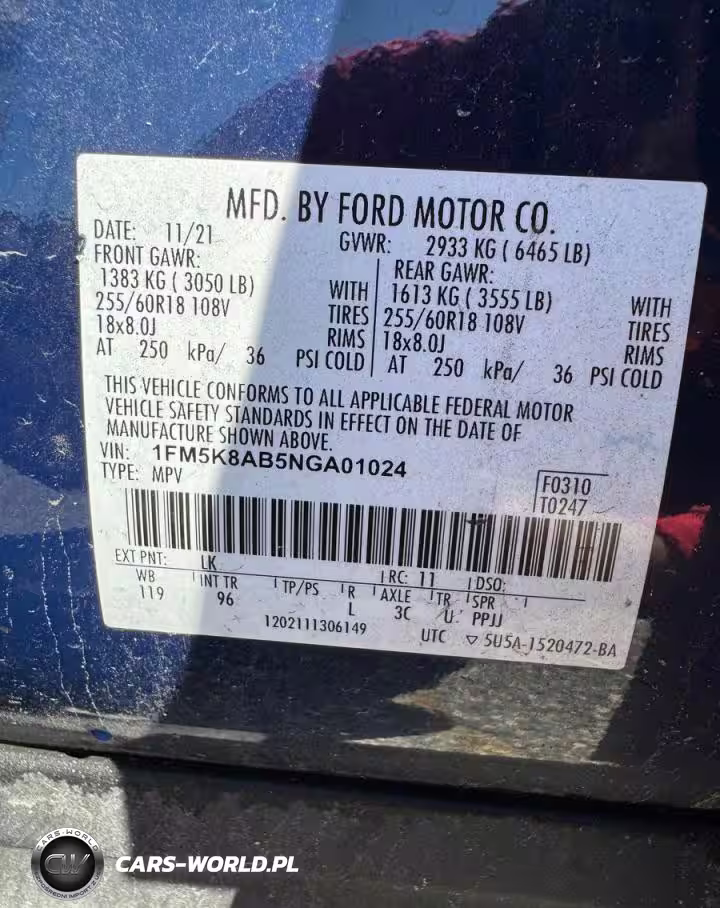 MFD. BY FORD MOTOR CO.
DATE: 11/21
GVWR: 2933 KG ( 6465 LB)
FRONT GAWR:
1383 KG ( 3050 LB)
WITH
255/60R18 108V
TIRES
18x8.0J
RIMS
AT 250 kPa/ 36 PSI COLD
REAR GAWR:
1613 KG ( 3555 LB)
WITH
255/60R18 108V
TIRES
18x8.0J
RIMS
AT 250 kPa/ 36 PSI COLD
THIS VEHICLE CONFORMS TO ALL APPLICABLE FEDERAL MOTOR
VEHICLE SAFETY STANDARDS IN EFFECT ON THE DATE OF
MANUFACTURE SHOWN ABOVE.
VIN: 1FM5K8AB5NGA01024
TYPE: MPV
F0310
T0247
EXT PNT: LK RC: 11 DSO:
WB INT TR TP/PS R AXLE TR SPR
119 96 L 3C U PPJJ
1202111306149
UTC ▽ 5U5A-1520472-BA
CARS-WORLD
CW
CARS-WORLD.PL